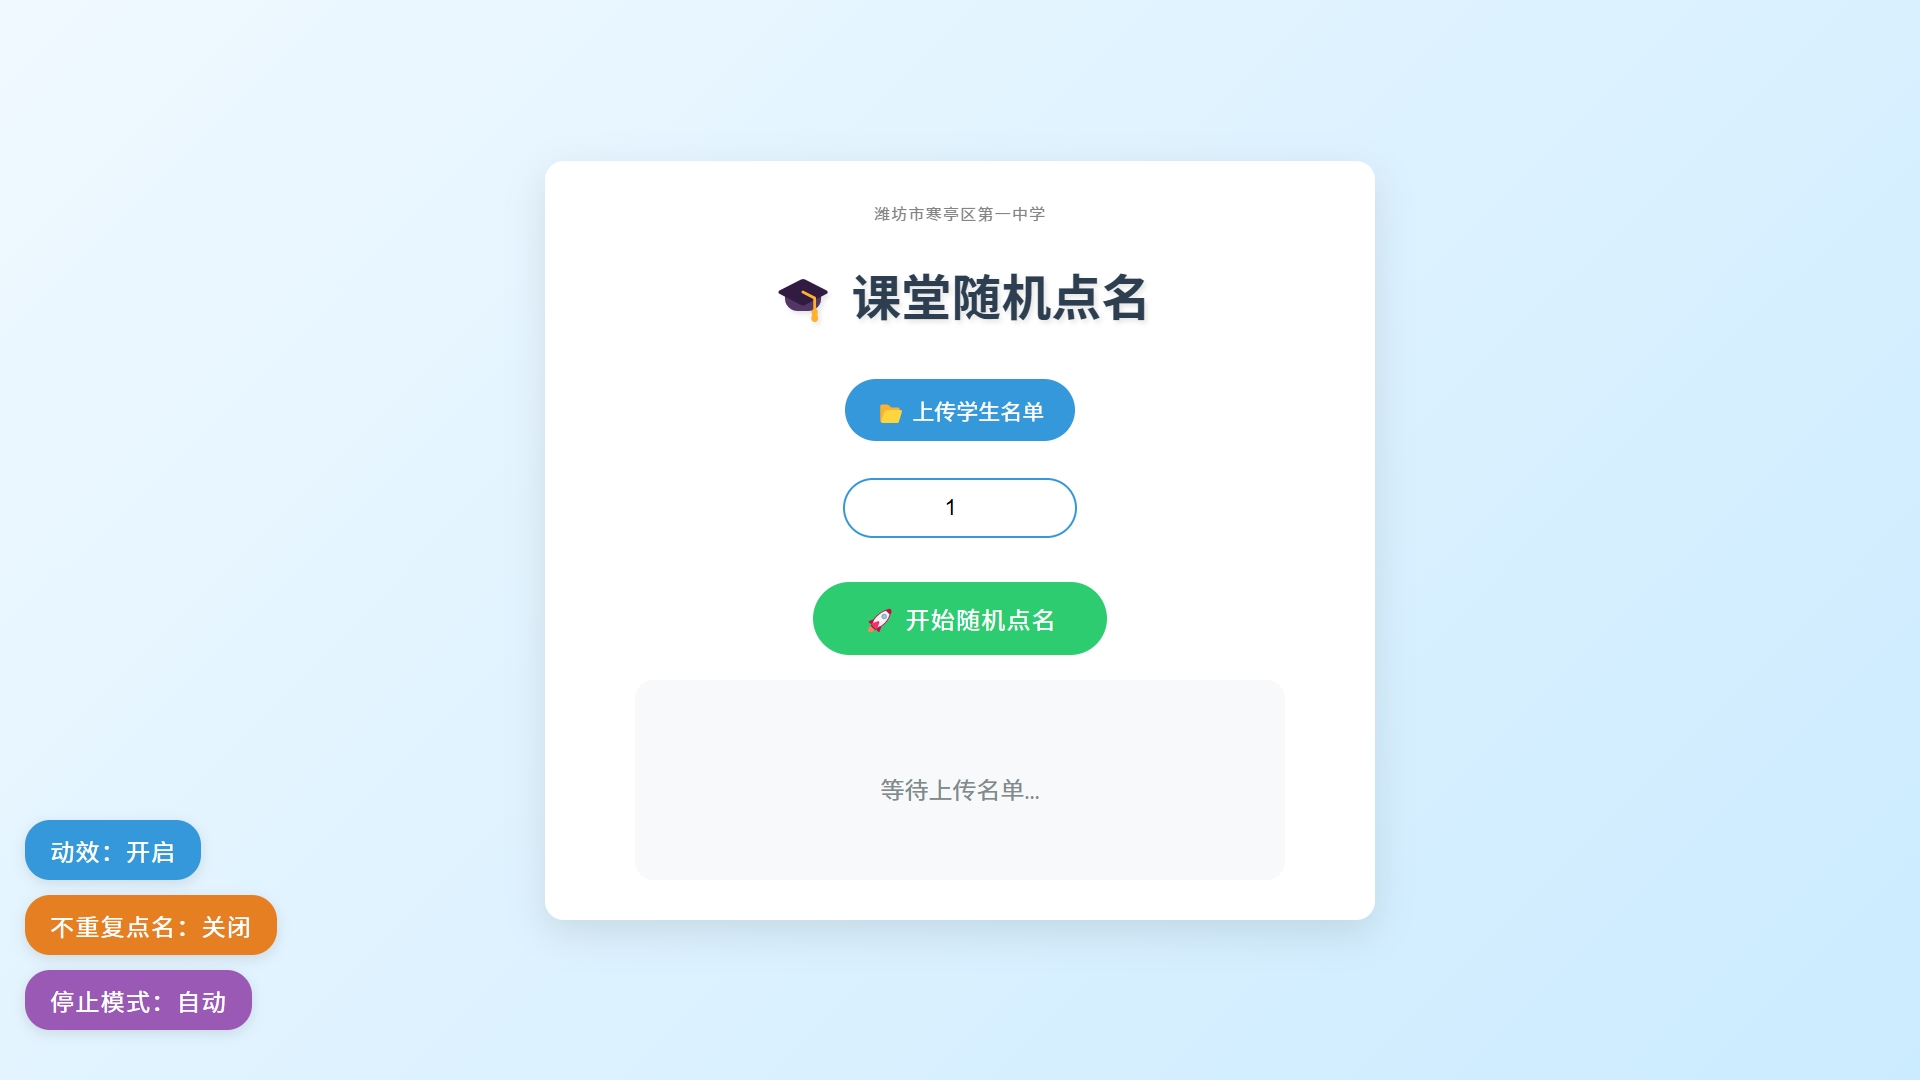 潍坊市寒亭区第一中学
🎓 课堂随机点名
📂 上传学生名单
1
🚀 开始随机点名
等待上传名单...
动效：开启
不重复点名：关闭
停止模式：自动